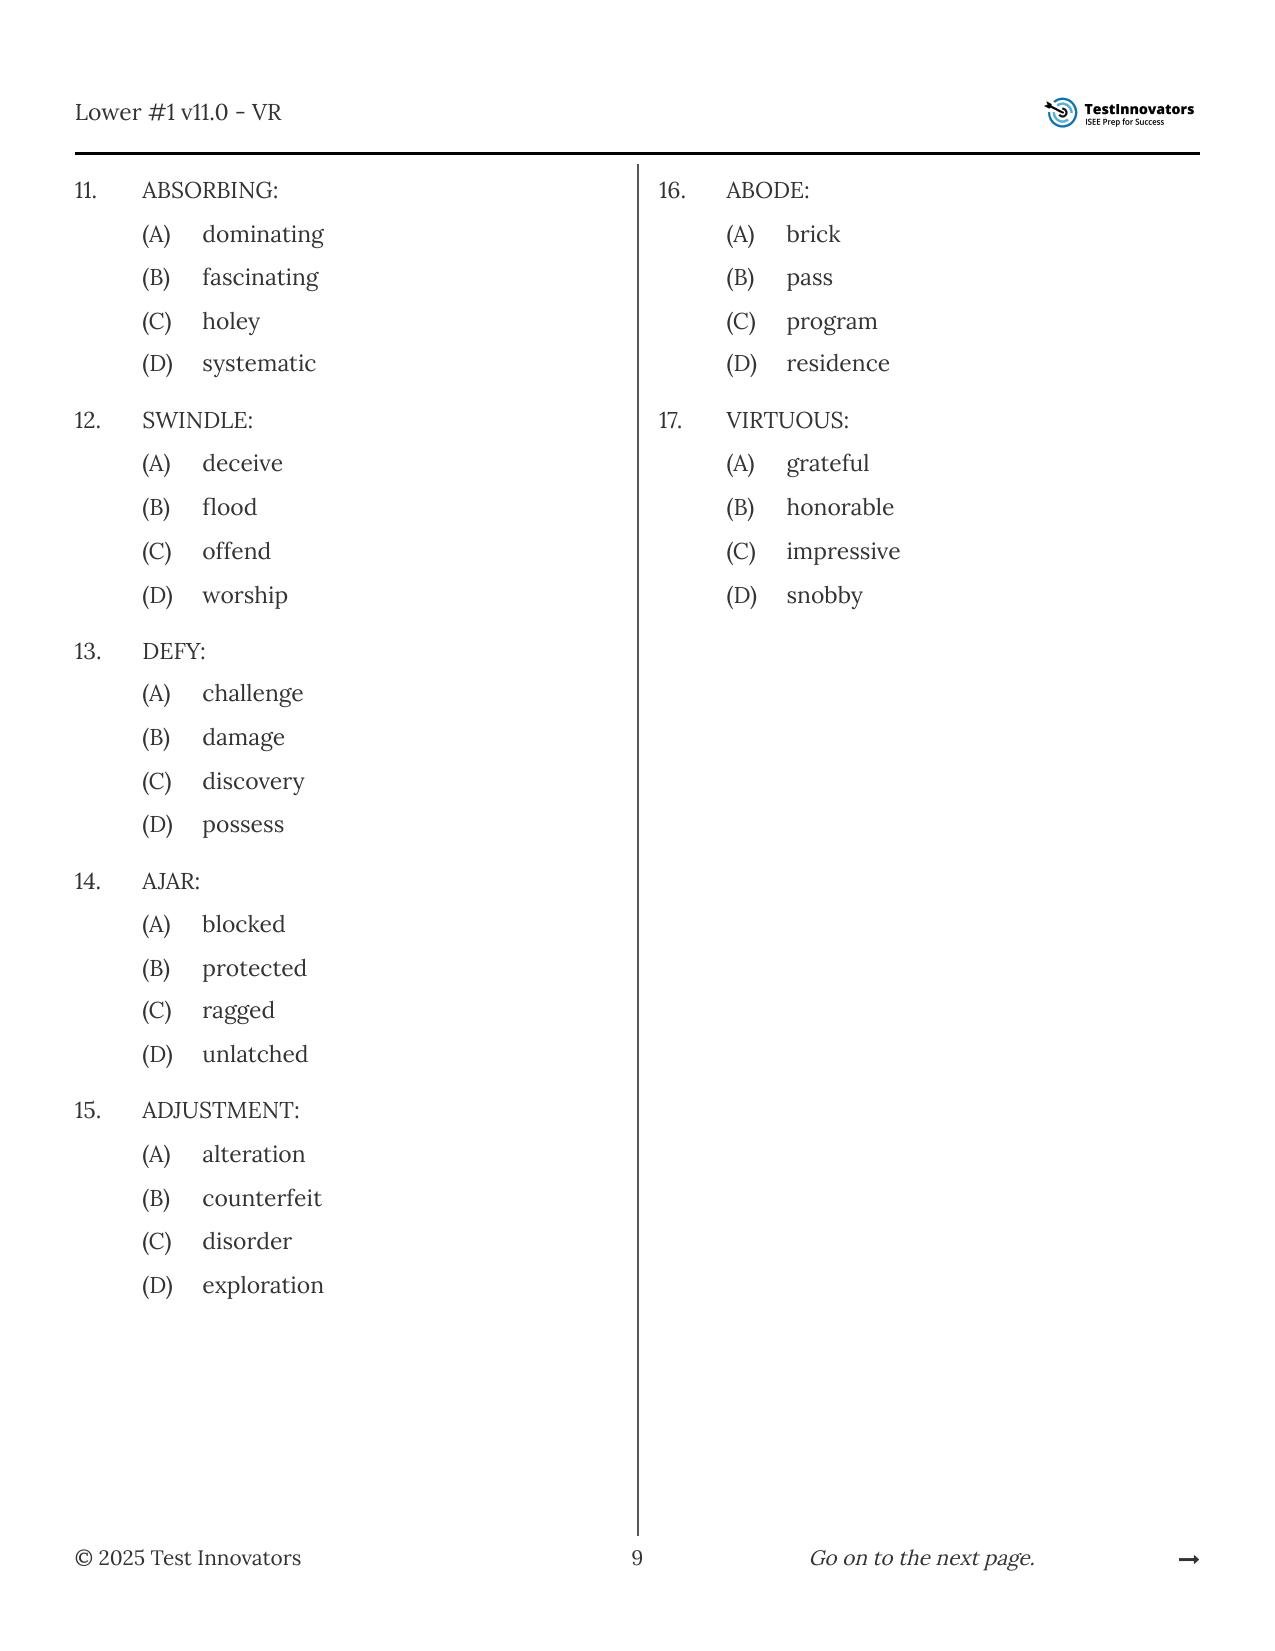 Lower #1 v11.0 - VR
TestInnovators
ISEE Prep for Success
11. ABSORBING:
(A) dominating
(B) fascinating
(C) holey
(D) systematic
12. SWINDLE:
(A) deceive
(B) flood
(C) offend
(D) worship
13. DEFY:
(A) challenge
(B) damage
(C) discovery
(D) possess
14. AJAR:
(A) blocked
(B) protected
(C) ragged
(D) unlatched
15. ADJUSTMENT:
(A) alteration
(B) counterfeit
(C) disorder
(D) exploration
16. ABODE:
(A) brick
(B) pass
(C) program
(D) residence
17. VIRTUOUS:
(A) grateful
(B) honorable
(C) impressive
(D) snobby
© 2025 Test Innovators
9
Go on to the next page. →